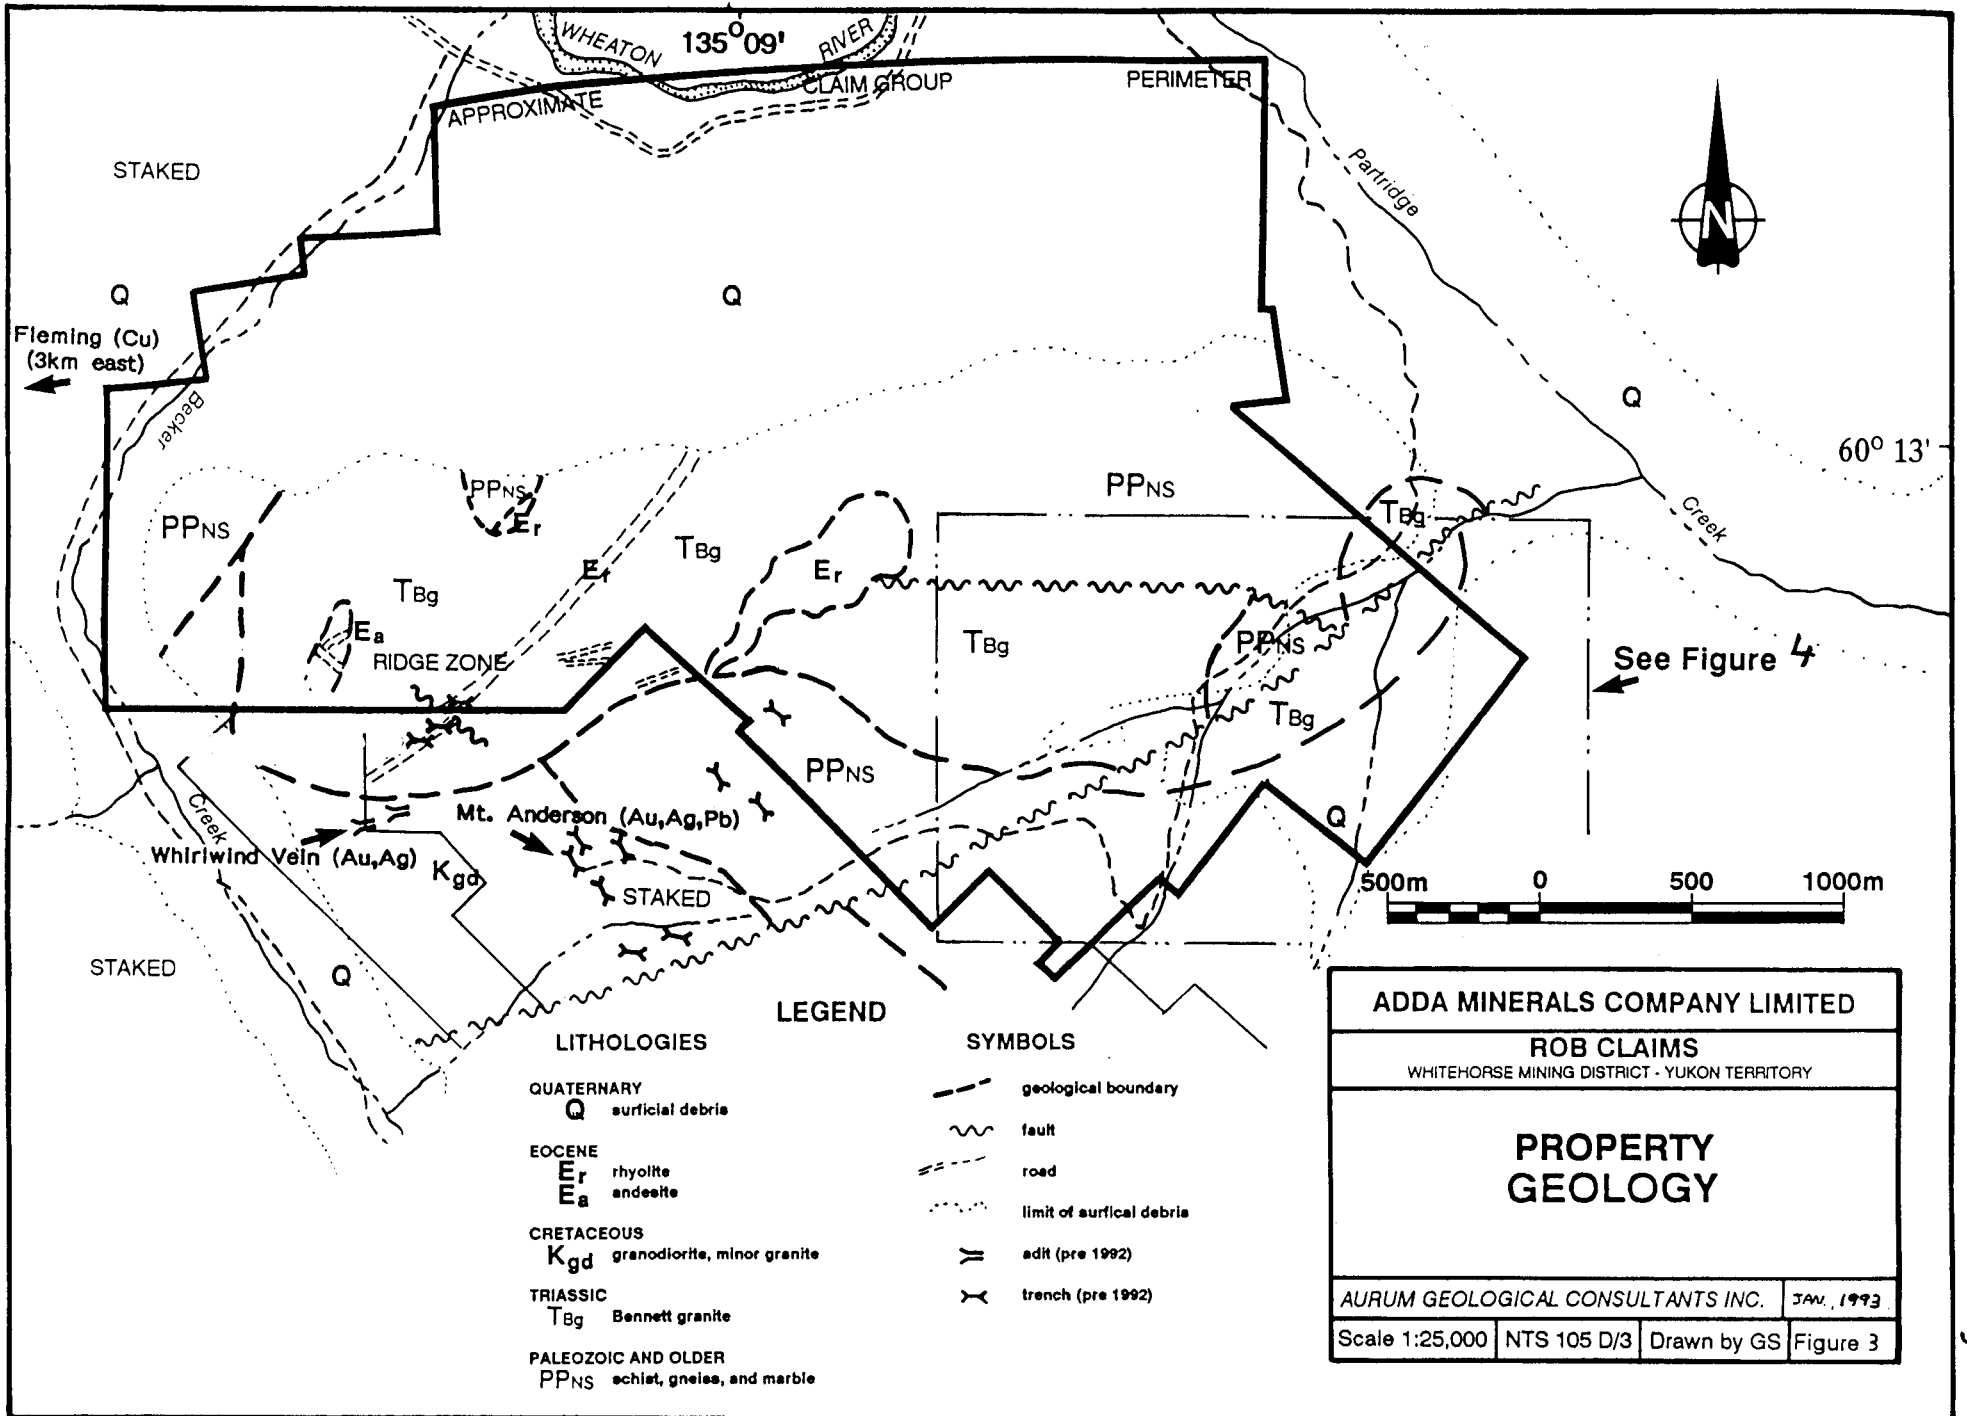 WHEATON
135°09'
RIVER
APPROXIMATE
CLAIM GROUP
PERIMETER
STAKED
Partridge
N
Q
Q
Fleming (Cu)
(3km east)
Becker
Q
60° 13'
PPNS
PPNS
PPNS
Er
TBg
Creek
TBg
Er
Er
TBg
Ea
RIDGE ZONE
TBg
PPNS
See Figure 4
TBg
PPNS
Creek
Mt. Anderson (Au,Ag,Pb)
Q
Whirlwind Vein (Au,Ag)
Kgd
STAKED
500m 0 500 1000m
STAKED
Q
LEGEND
LITHOLOGIES
QUATERNARY
Q surficial debris
EOCENE
Er rhyolite
Ea andesite
CRETACEOUS
Kgd granodiorite, minor granite
TRIASSIC
TBg Bennett granite
PALEOZOIC AND OLDER
PPNS schist, gneiss, and marble
SYMBOLS
geological boundary
fault
road
limit of surfical debris
adit (pre 1992)
trench (pre 1992)
ADDA MINERALS COMPANY LIMITED
ROB CLAIMS
WHITEHORSE MINING DISTRICT - YUKON TERRITORY
PROPERTY
GEOLOGY
AURUM GEOLOGICAL CONSULTANTS INC.
JAN., 1993
Scale 1:25,000
NTS 105 D/3
Drawn by GS
Figure 3